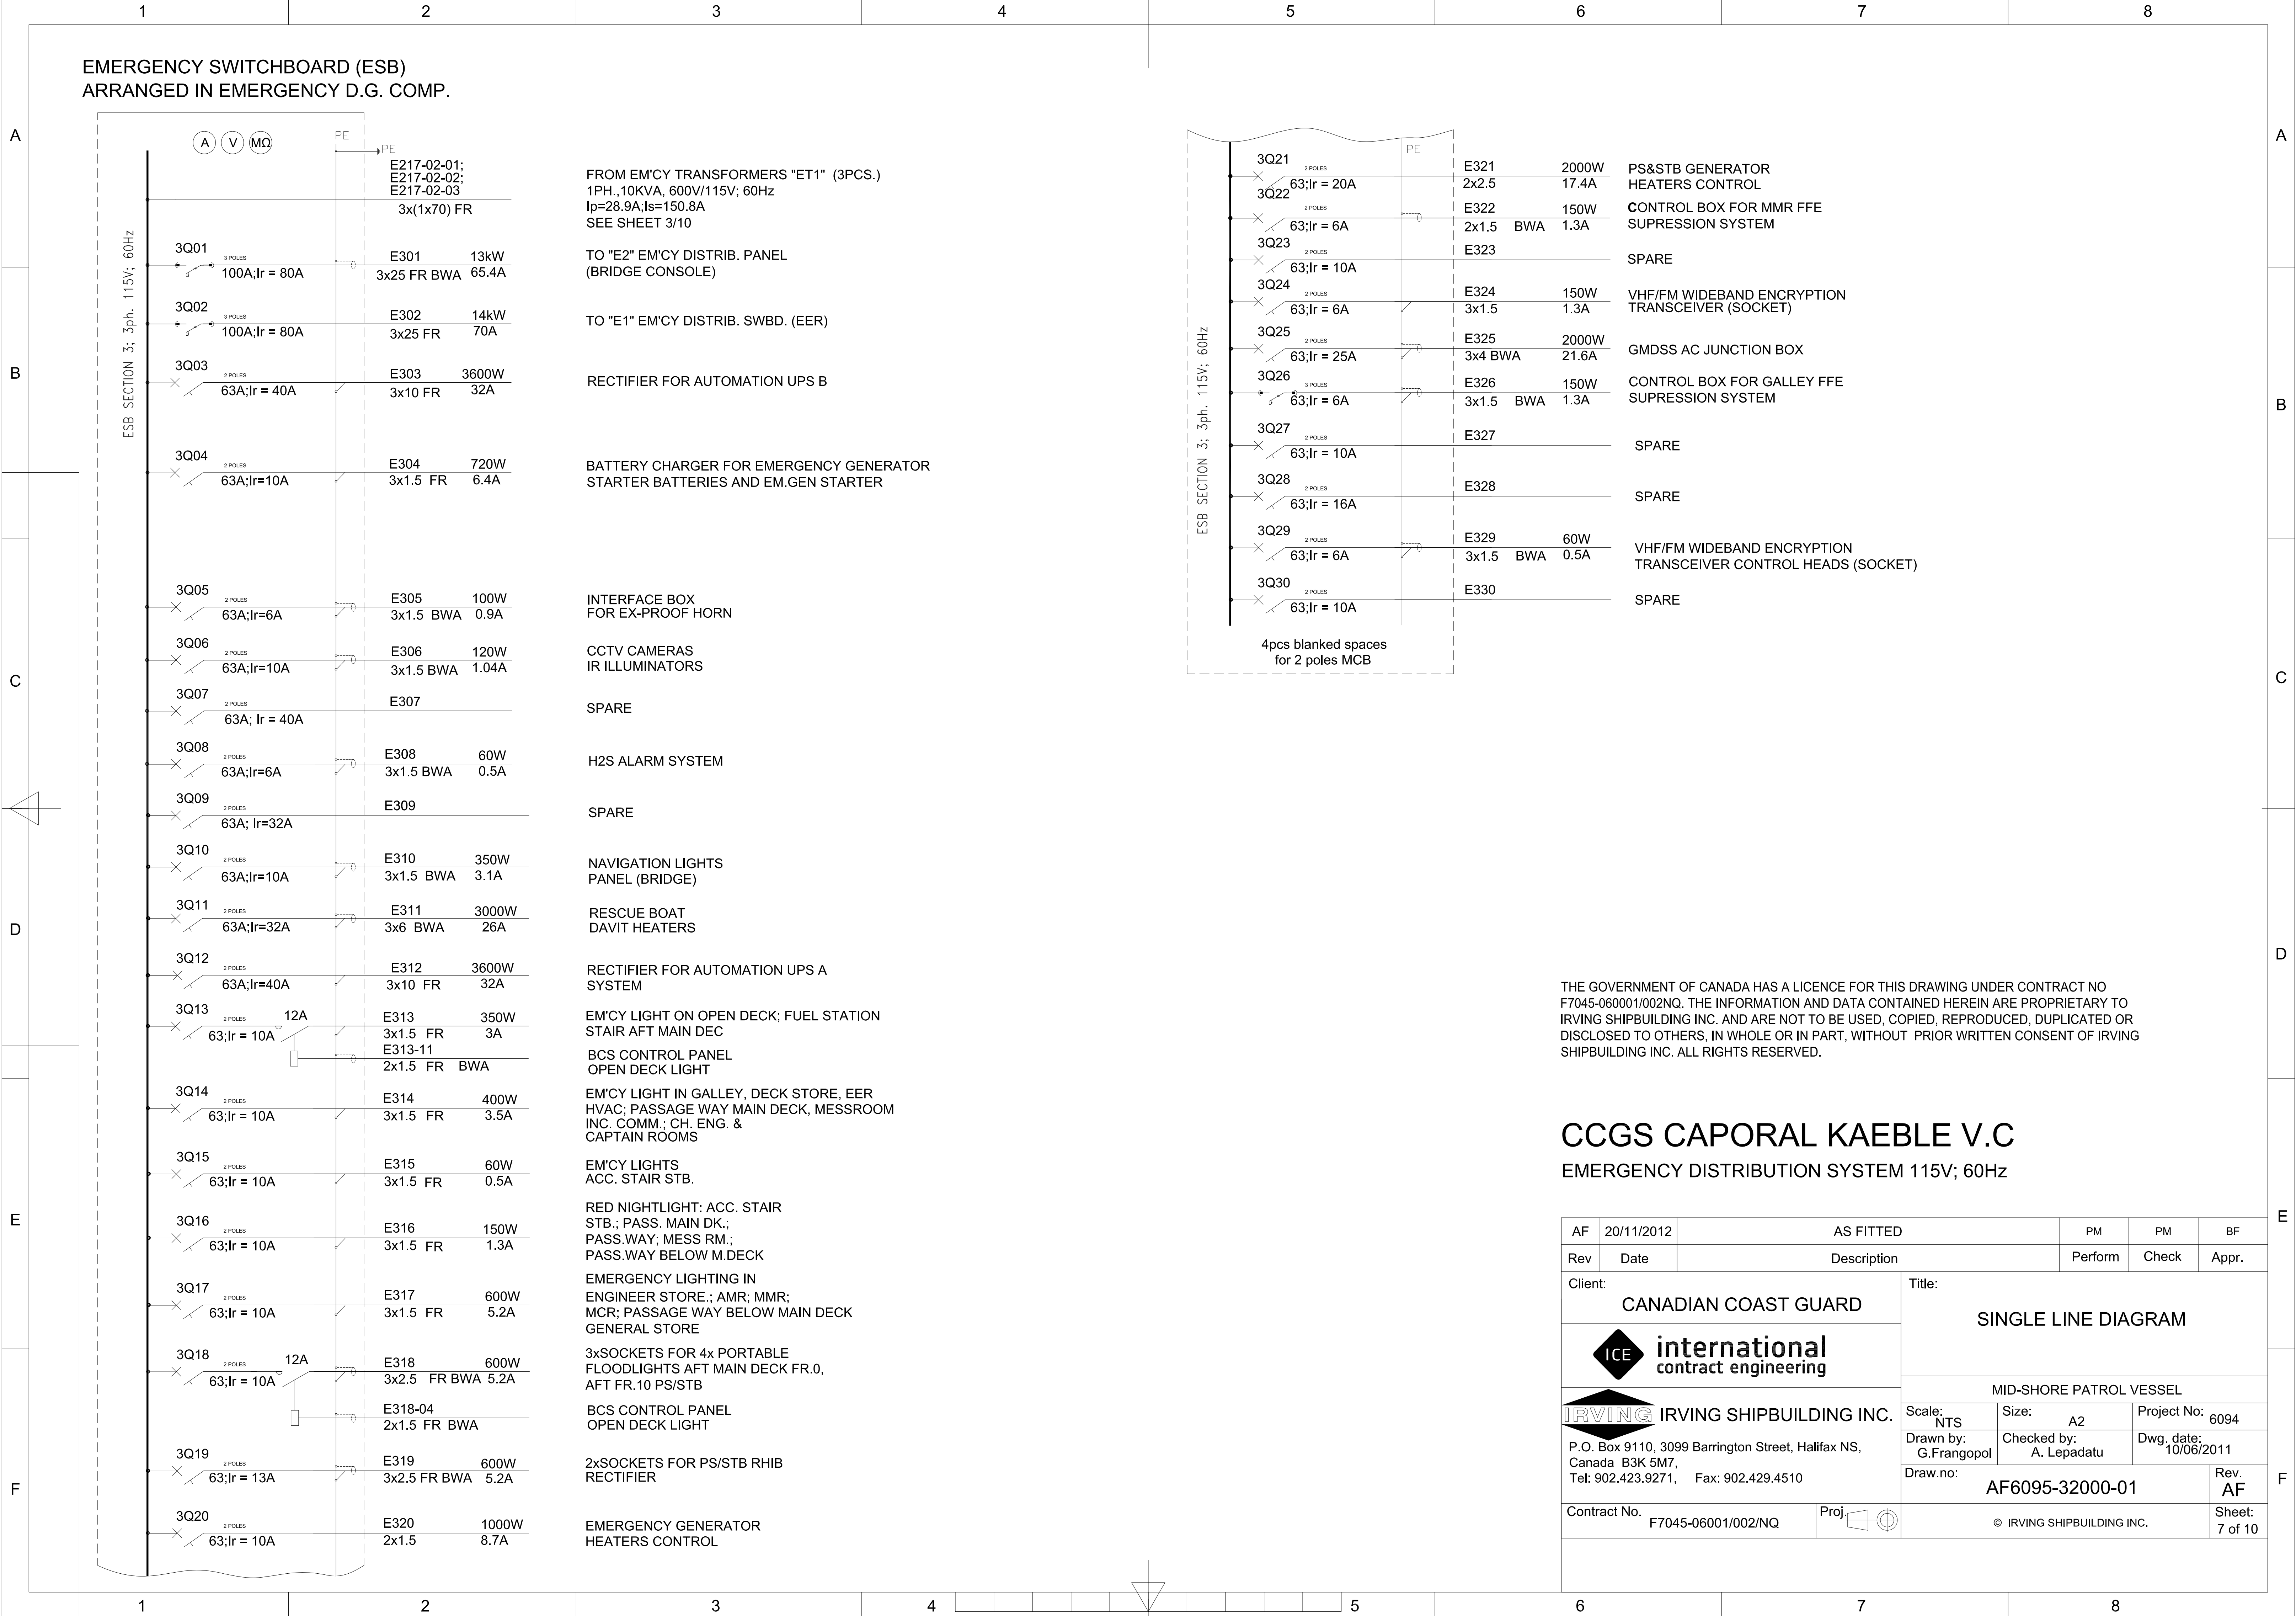 1 2 3 4 5 6 7 8
EMERGENCY SWITCHBOARD (ESB)
ARRANGED IN EMERGENCY D.G. COMP.
A
B
C
D
E
F
A V MΩ
PE
PE
ESB SECTION 3; 3ph. 115V; 60Hz
E217-02-01;
E217-02-02;
E217-02-03
3x(1x70) FR
FROM EM'CY TRANSFORMERS "ET1" (3PCS.)
1PH.,10KVA, 600V/115V; 60Hz
Ip=28.9A;Is=150.8A
SEE SHEET 3/10
3Q01
3 POLES
100A;Ir = 80A
E301 13kW
3x25 FR BWA 65.4A
TO "E2" EM'CY DISTRIB. PANEL
(BRIDGE CONSOLE)
3Q02
3 POLES
100A;Ir = 80A
E302 14kW
3x25 FR 70A
TO "E1" EM'CY DISTRIB. SWBD. (EER)
3Q03
2 POLES
63A;Ir = 40A
E303 3600W
3x10 FR 32A
RECTIFIER FOR AUTOMATION UPS B
3Q04
2 POLES
63A;Ir=10A
E304 720W
3x1.5 FR 6.4A
BATTERY CHARGER FOR EMERGENCY GENERATOR
STARTER BATTERIES AND EM.GEN STARTER
3Q05
2 POLES
63A;Ir=6A
E305 100W
3x1.5 BWA 0.9A
INTERFACE BOX
FOR EX-PROOF HORN
3Q06
2 POLES
63A;Ir=10A
E306 120W
3x1.5 BWA 1.04A
CCTV CAMERAS
IR ILLUMINATORS
3Q07
2 POLES
63A; Ir = 40A
E307
SPARE
3Q08
2 POLES
63A;Ir=6A
E308 60W
3x1.5 BWA 0.5A
H2S ALARM SYSTEM
3Q09
2 POLES
63A; Ir=32A
E309
SPARE
3Q10
2 POLES
63A;Ir=10A
E310 350W
3x1.5 BWA 3.1A
NAVIGATION LIGHTS
PANEL (BRIDGE)
3Q11
2 POLES
63A;Ir=32A
E311 3000W
3x6 BWA 26A
RESCUE BOAT
DAVIT HEATERS
3Q12
2 POLES
63A;Ir=40A
E312 3600W
3x10 FR 32A
RECTIFIER FOR AUTOMATION UPS A
SYSTEM
3Q13
2 POLES
63;Ir = 10A
12A
E313 350W
3x1.5 FR 3A
EM'CY LIGHT ON OPEN DECK; FUEL STATION
STAIR AFT MAIN DEC
E313-11
2x1.5 FR BWA
BCS CONTROL PANEL
OPEN DECK LIGHT
3Q14
2 POLES
63;Ir = 10A
E314 400W
3x1.5 FR 3.5A
EM'CY LIGHT IN GALLEY, DECK STORE, EER
HVAC; PASSAGE WAY MAIN DECK, MESSROOM
INC. COMM.; CH. ENG. &
CAPTAIN ROOMS
3Q15
2 POLES
63;Ir = 10A
E315 60W
3x1.5 FR 0.5A
EM'CY LIGHTS
ACC. STAIR STB.
3Q16
2 POLES
63;Ir = 10A
E316 150W
3x1.5 FR 1.3A
RED NIGHTLIGHT: ACC. STAIR
STB.; PASS. MAIN DK.;
PASS.WAY; MESS RM.;
PASS.WAY BELOW M.DECK
3Q17
2 POLES
63;Ir = 10A
E317 600W
3x1.5 FR 5.2A
EMERGENCY LIGHTING IN
ENGINEER STORE.; AMR; MMR;
MCR; PASSAGE WAY BELOW MAIN DECK
GENERAL STORE
3Q18
2 POLES
63;Ir = 10A
12A
E318 600W
3x2.5 FR BWA 5.2A
3xSOCKETS FOR 4x PORTABLE
FLOODLIGHTS AFT MAIN DECK FR.0,
AFT FR.10 PS/STB
E318-04
2x1.5 FR BWA
BCS CONTROL PANEL
OPEN DECK LIGHT
3Q19
2 POLES
63;Ir = 13A
E319 600W
3x2.5 FR BWA 5.2A
2xSOCKETS FOR PS/STB RHIB
RECTIFIER
3Q20
2 POLES
63;Ir = 10A
E320 1000W
2x1.5 8.7A
EMERGENCY GENERATOR
HEATERS CONTROL
PE
ESB SECTION 3; 3ph. 115V; 60Hz
3Q21
2 POLES
63;Ir = 20A
E321 2000W
2x2.5 17.4A
PS&STB GENERATOR
HEATERS CONTROL
3Q22
2 POLES
63;Ir = 6A
E322 150W
2x1.5 BWA 1.3A
CONTROL BOX FOR MMR FFE
SUPRESSION SYSTEM
3Q23
2 POLES
63;Ir = 10A
E323
SPARE
3Q24
2 POLES
63;Ir = 6A
E324 150W
3x1.5 1.3A
VHF/FM WIDEBAND ENCRYPTION
TRANSCEIVER (SOCKET)
3Q25
2 POLES
63;Ir = 25A
E325 2000W
3x4 BWA 21.6A
GMDSS AC JUNCTION BOX
3Q26
3 POLES
63;Ir = 6A
E326 150W
3x1.5 BWA 1.3A
CONTROL BOX FOR GALLEY FFE
SUPRESSION SYSTEM
3Q27
2 POLES
63;Ir = 10A
E327
SPARE
3Q28
2 POLES
63;Ir = 16A
E328
SPARE
3Q29
2 POLES
63;Ir = 6A
E329 60W
3x1.5 BWA 0.5A
VHF/FM WIDEBAND ENCRYPTION
TRANSCEIVER CONTROL HEADS (SOCKET)
3Q30
2 POLES
63;Ir = 10A
E330
SPARE
4pcs blanked spaces
for 2 poles MCB
A
B
C
D
E
F
THE GOVERNMENT OF CANADA HAS A LICENCE FOR THIS DRAWING UNDER CONTRACT NO
F7045-060001/002NQ. THE INFORMATION AND DATA CONTAINED HEREIN ARE PROPRIETARY TO
IRVING SHIPBUILDING INC. AND ARE NOT TO BE USED, COPIED, REPRODUCED, DUPLICATED OR
DISCLOSED TO OTHERS, IN WHOLE OR IN PART, WITHOUT PRIOR WRITTEN CONSENT OF IRVING
SHIPBUILDING INC. ALL RIGHTS RESERVED.
CCGS CAPORAL KAEBLE V.C
EMERGENCY DISTRIBUTION SYSTEM 115V; 60Hz
AF 20/11/2012 AS FITTED PM PM BF
Rev Date Description Perform Check Appr.
Client:
CANADIAN COAST GUARD
Title:
SINGLE LINE DIAGRAM
ICE international
contract engineering
MID-SHORE PATROL VESSEL
IRVING IRVING SHIPBUILDING INC.
P.O. Box 9110, 3099 Barrington Street, Halifax NS,
Canada B3K 5M7,
Tel: 902.423.9271, Fax: 902.429.4510
Scale: NTS
Size: A2
Project No: 6094
Drawn by: G.Frangopol
Checked by: A. Lepadatu
Dwg. date: 10/06/2011
Draw.no: AF6095-32000-01
Rev. AF
Contract No. F7045-06001/002/NQ
Proj.
© IRVING SHIPBUILDING INC.
Sheet:
7 of 10
1 2 3 4 5 6 7 8